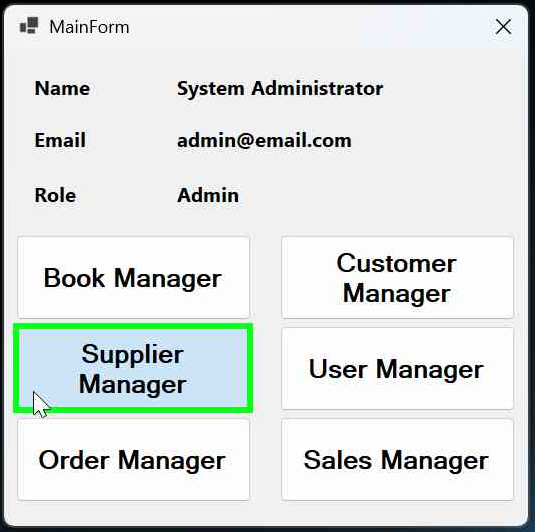 MainForm
Name System Administrator
Email admin@email.com
Role Admin
Book Manager
Customer
Manager
Supplier
Manager
User Manager
Order Manager
Sales Manager